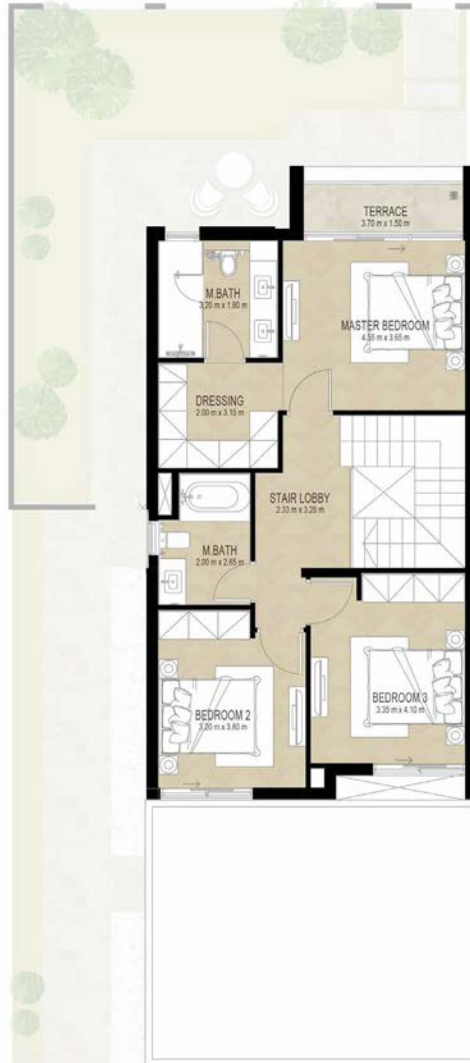 TERRACE
3.70 m x 1.50 m
M.BATH
3.20 m x 1.80 m
MASTER BEDROOM
4.55 m x 3.65 m
DRESSING
2.00 m x 3.15 m
STAIR LOBBY
2.33 m x 3.28 m
M.BATH
2.00 m x 2.65 m
BEDROOM 2
3.20 m x 3.80 m
BEDROOM 3
3.35 m x 4.10 m